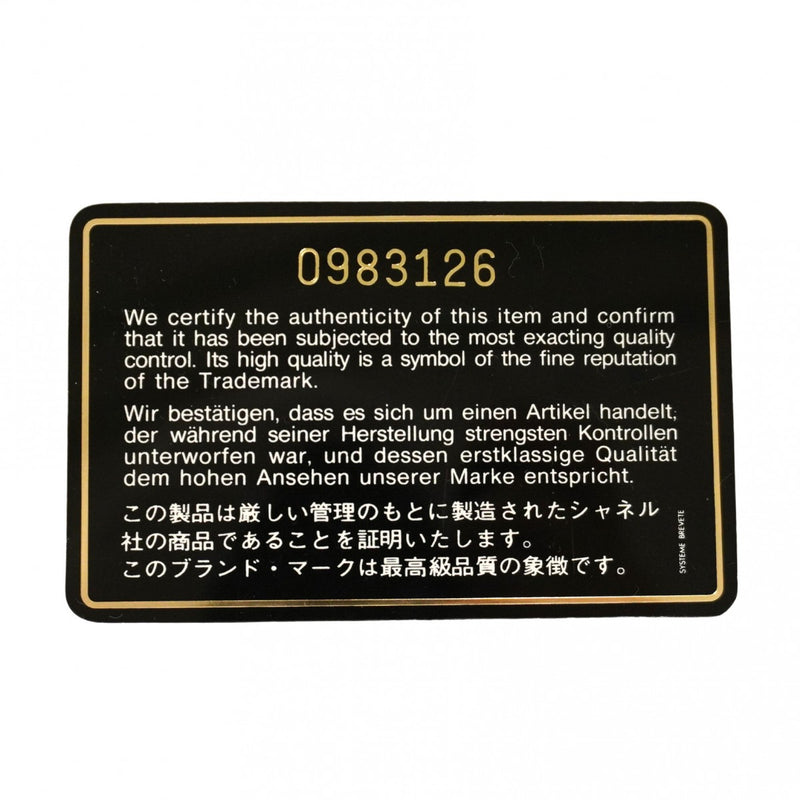 0983126
We certify the authenticity of this item and confirm
that it has been subjected to the most exacting quality
control. Its high quality is a symbol of the fine reputation
of the Trademark.
Wir bestätigen, dass es sich um einen Artikel handelt,
der während seiner Herstellung strengsten Kontrollen
unterworfen war, und dessen erstklassige Qualität
dem hohen Ansehen unserer Marke entspricht.
この製品は厳しい管理のもとに製造されたシャネル
社の商品であることを証明いたします。
このブランド・マークは最高級品質の象徴です。
SYSTEME BREVETE